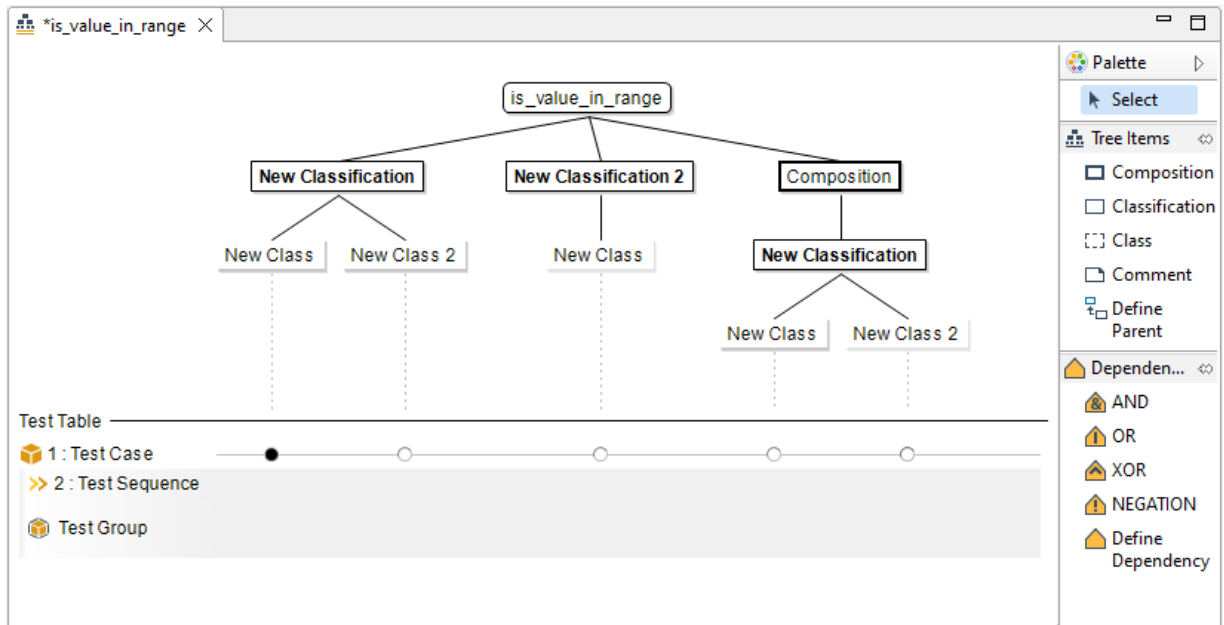 *is_value_in_range
Palette
Select
Tree Items
Composition
Classification
Class
Comment
Define
Parent
Dependen...
AND
OR
XOR
NEGATION
Define
Dependency
is_value_in_range
New Classification
New Classification 2
Composition
New Class
New Class 2
New Class
New Classification
New Class
New Class 2
Test Table
1 : Test Case
2 : Test Sequence
Test Group